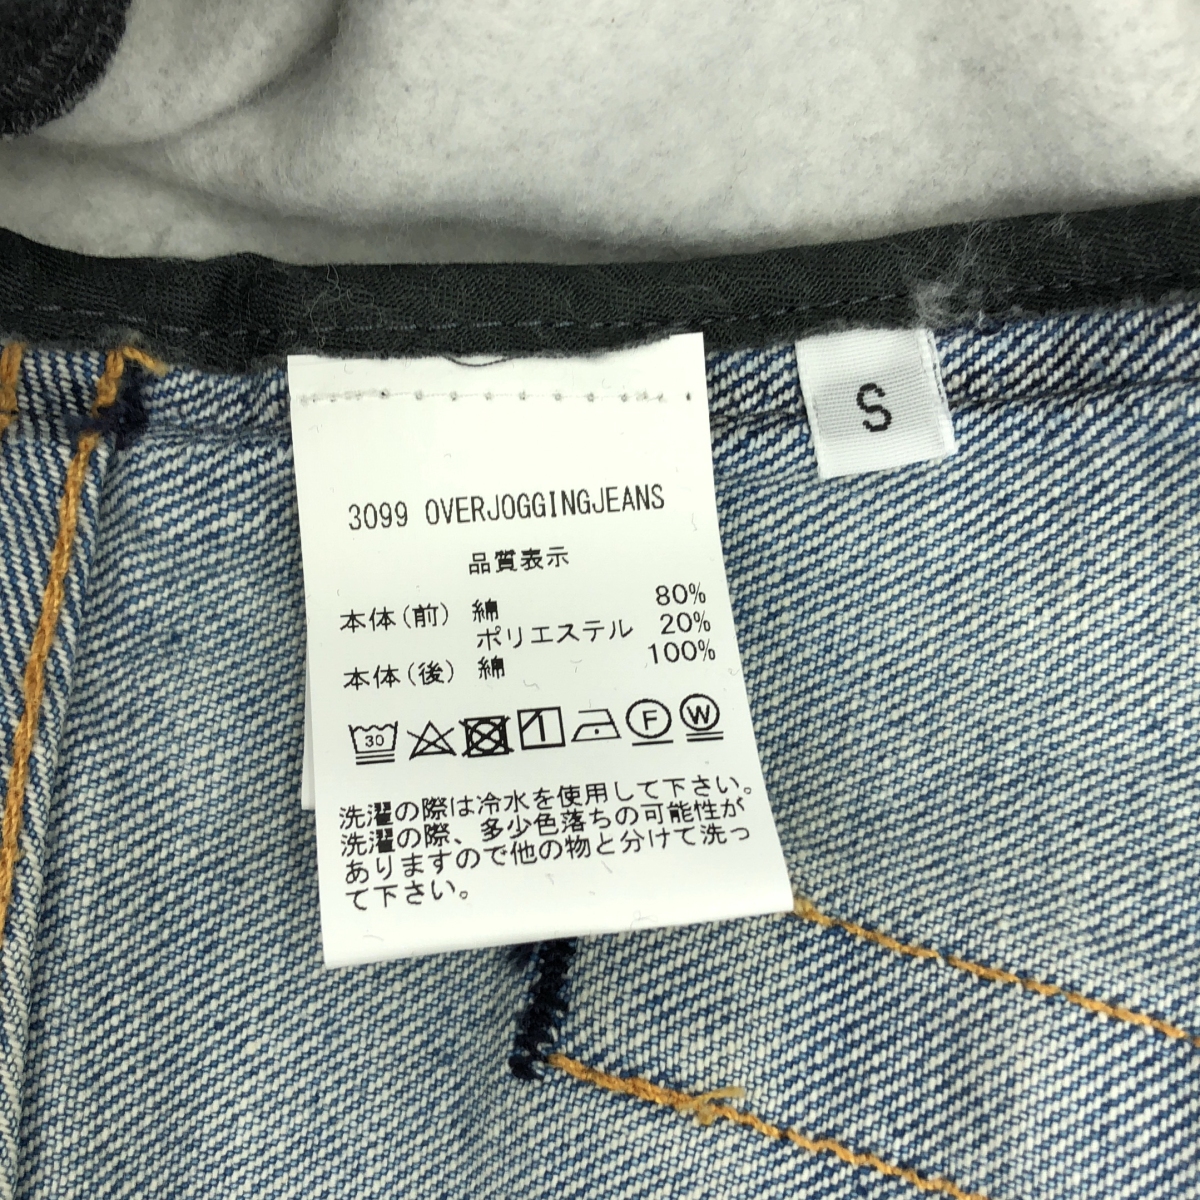 3099 OVERJOGGINGJEANS
S
品質表示
本体(前) 綿 80%
ポリエステル 20%
本体(後) 綿 100%
30 F W
洗濯の際は冷水を使用して下さい。
洗濯の際、多少色落ちの可能性が
ありますので他の物と分けて洗っ
て下さい。